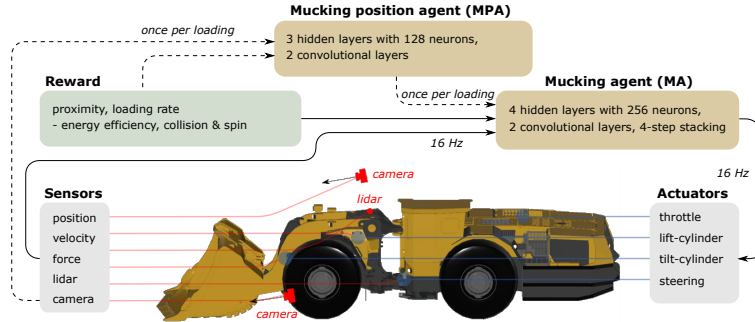 Mucking position agent (MPA)
once per loading
3 hidden layers with 128 neurons,
2 convolutional layers
Reward
once per loading
Mucking agent (MA)
proximity, loading rate
- energy efficiency, collision & spin
4 hidden layers with 256 neurons,
2 convolutional layers, 4-step stacking
16 Hz
16 Hz
Sensors
camera
lidar
Actuators
position
velocity
force
lidar
camera
camera
throttle
lift-cylinder
tilt-cylinder
steering